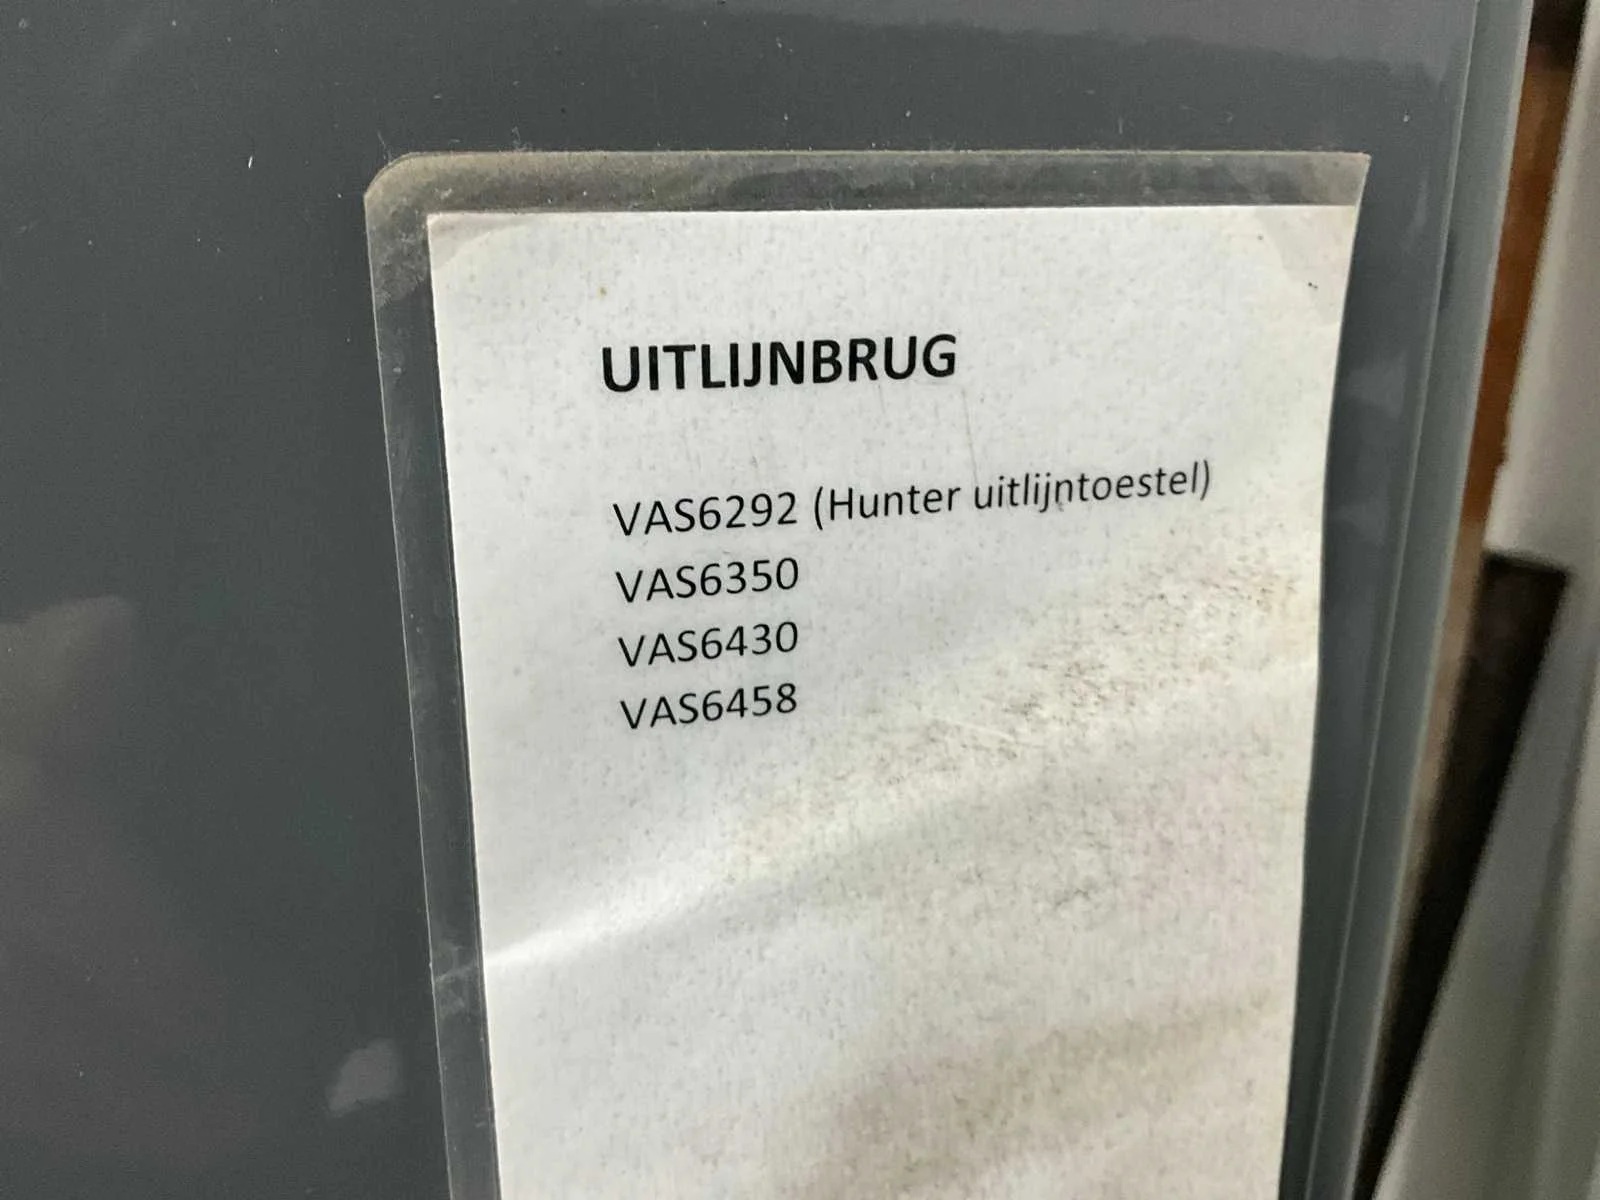 UITLIJNBRUG
VAS6292 (Hunter uitlijntoestel)
VAS6350
VAS6430
VAS6458